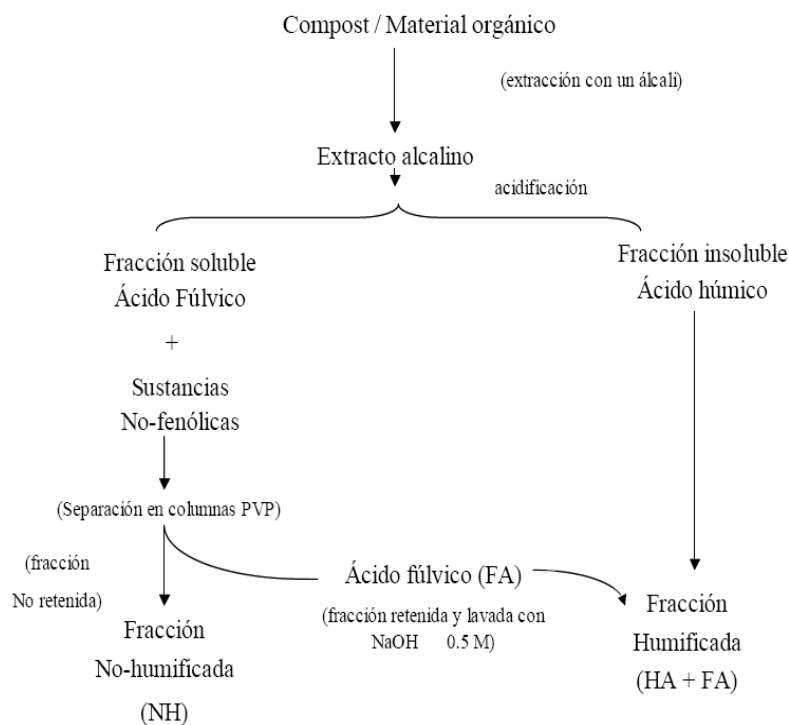 Compost / Material orgánico
(extracción con un álcali)
Extracto alcalino
acidificación
Fracción soluble
Ácido Fúlvico
+
Sustancias
No-fenólicas
Fracción insoluble
Ácido húmico
(Separación en columnas PVP)
(fracción
No retenida)
Fracción
No-humificada
(NH)
Ácido fúlvico (FA)
(fracción retenida y lavada con
NaOH 0.5 M)
Fracción
Humificada
(HA + FA)